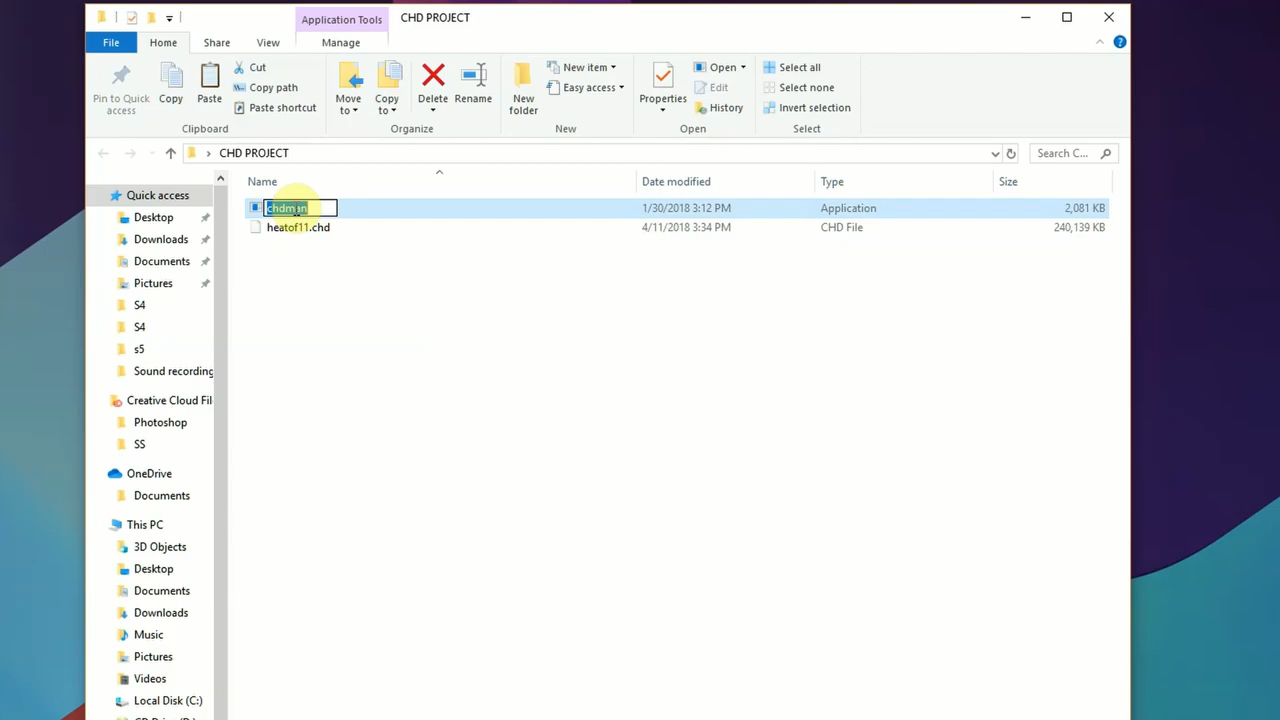 Application Tools
CHD PROJECT
File
Home
Share
View
Manage
Pin to Quick access
Copy
Paste
Cut
Copy path
Paste shortcut
Clipboard
Move to
Copy to
Delete
Rename
Organize
New folder
New item
Easy access
New
Properties
Open
Edit
History
Open
Select all
Select none
Invert selection
Select
CHD PROJECT
Search C...
Name
Date modified
Type
Size
chdman
1/30/2018 3:12 PM
Application
2,081 KB
heatof11.chd
4/11/2018 3:34 PM
CHD File
240,139 KB
Quick access
Desktop
Downloads
Documents
Pictures
S4
S4
s5
Sound recording
Creative Cloud Fil
Photoshop
SS
OneDrive
Documents
This PC
3D Objects
Desktop
Documents
Downloads
Music
Pictures
Videos
Local Disk (C:)